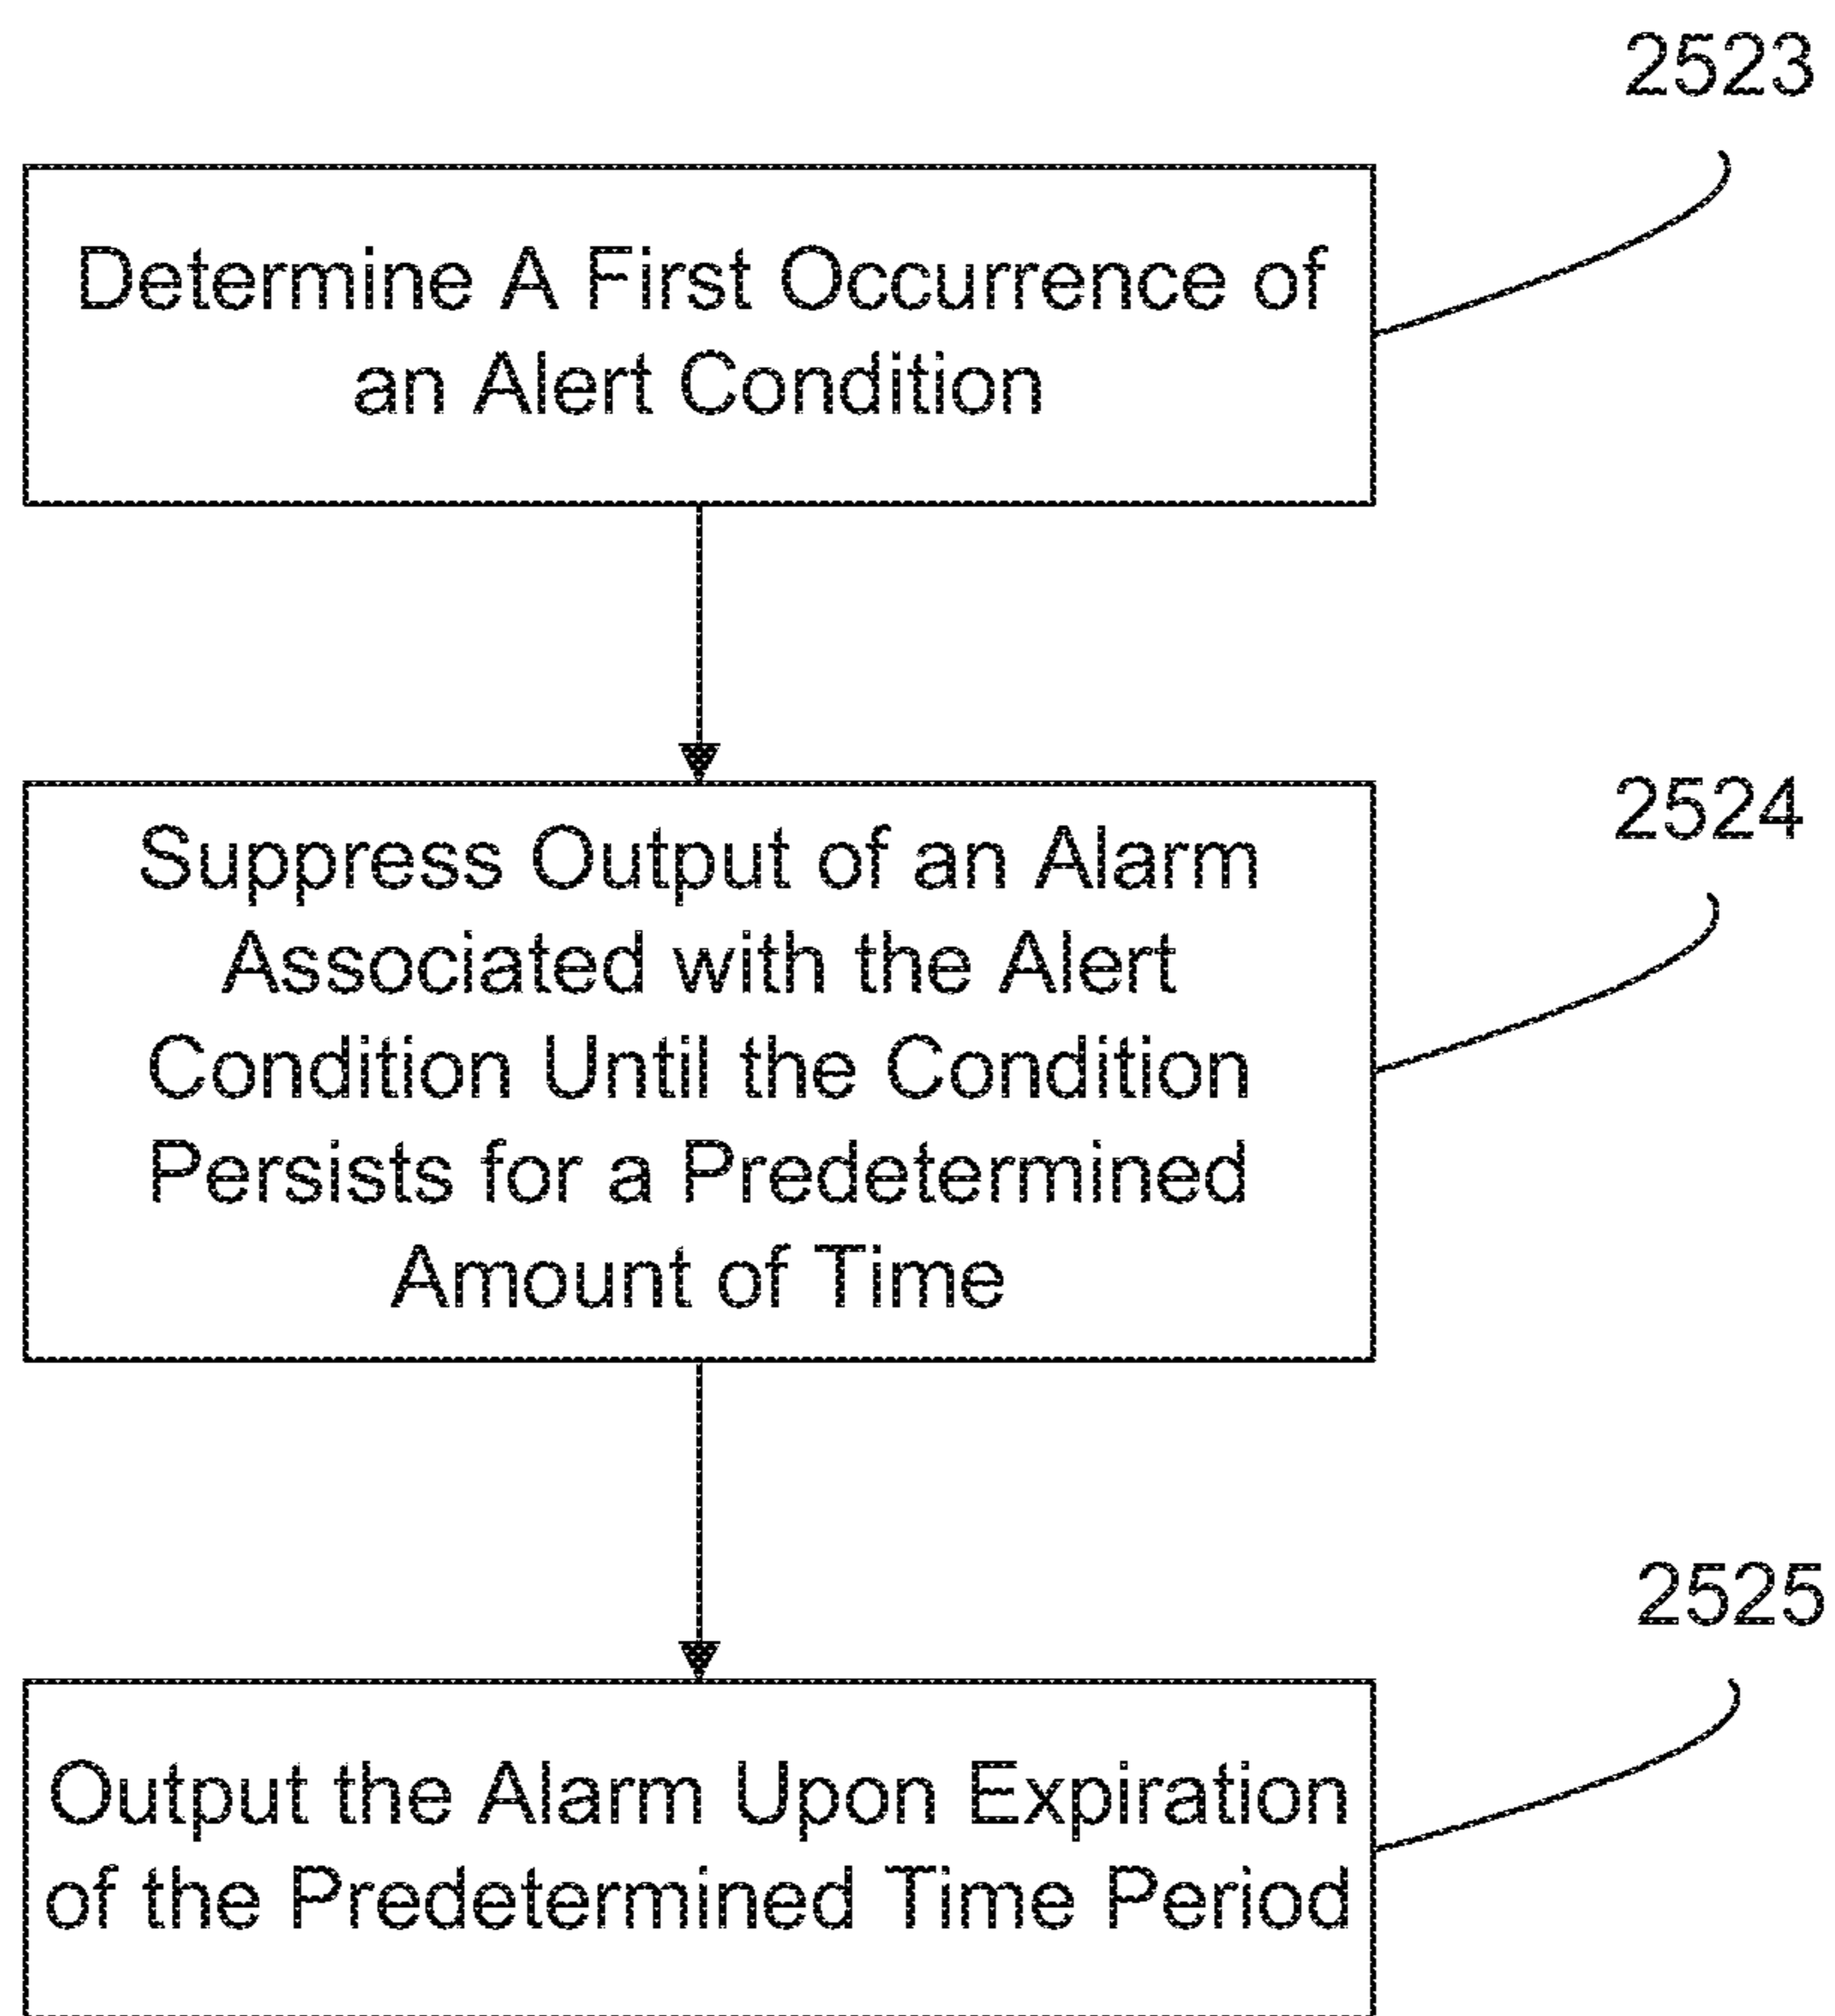 2523
Determine A First Occurrence of
an Alert Condition
2524
Suppress Output of an Alarm
Associated with the Alert
Condition Until the Condition
Persists for a Predetermined
Amount of Time
2525
Output the Alarm Upon Expiration
of the Predetermined Time Period